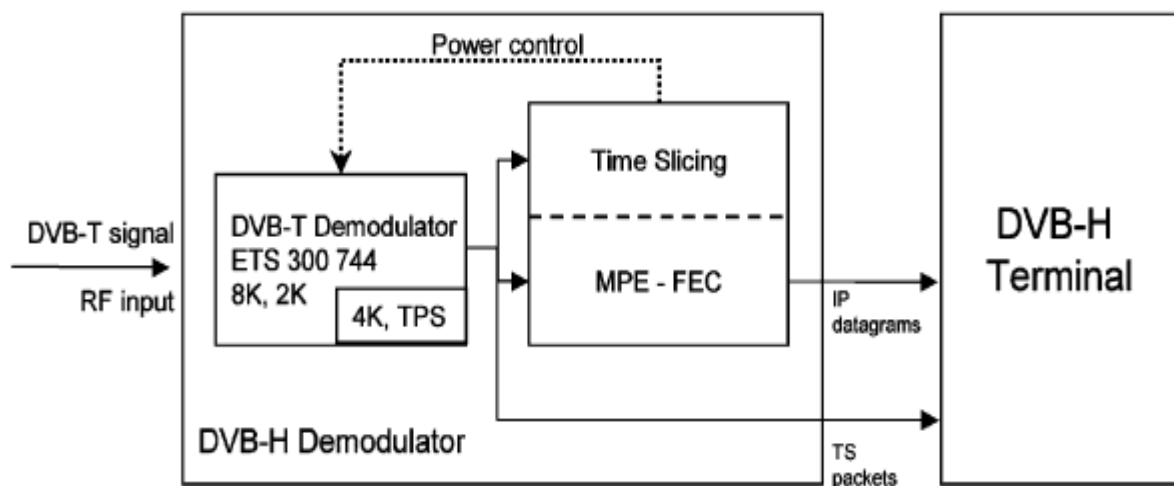 Power control
Time Slicing
DVB-T Demodulator
ETS 300 744
8K, 2K
4K, TPS
MPE - FEC
DVB-T signal
RF input
DVB-H
Terminal
IP
datagrams
DVB-H Demodulator
TS
packets